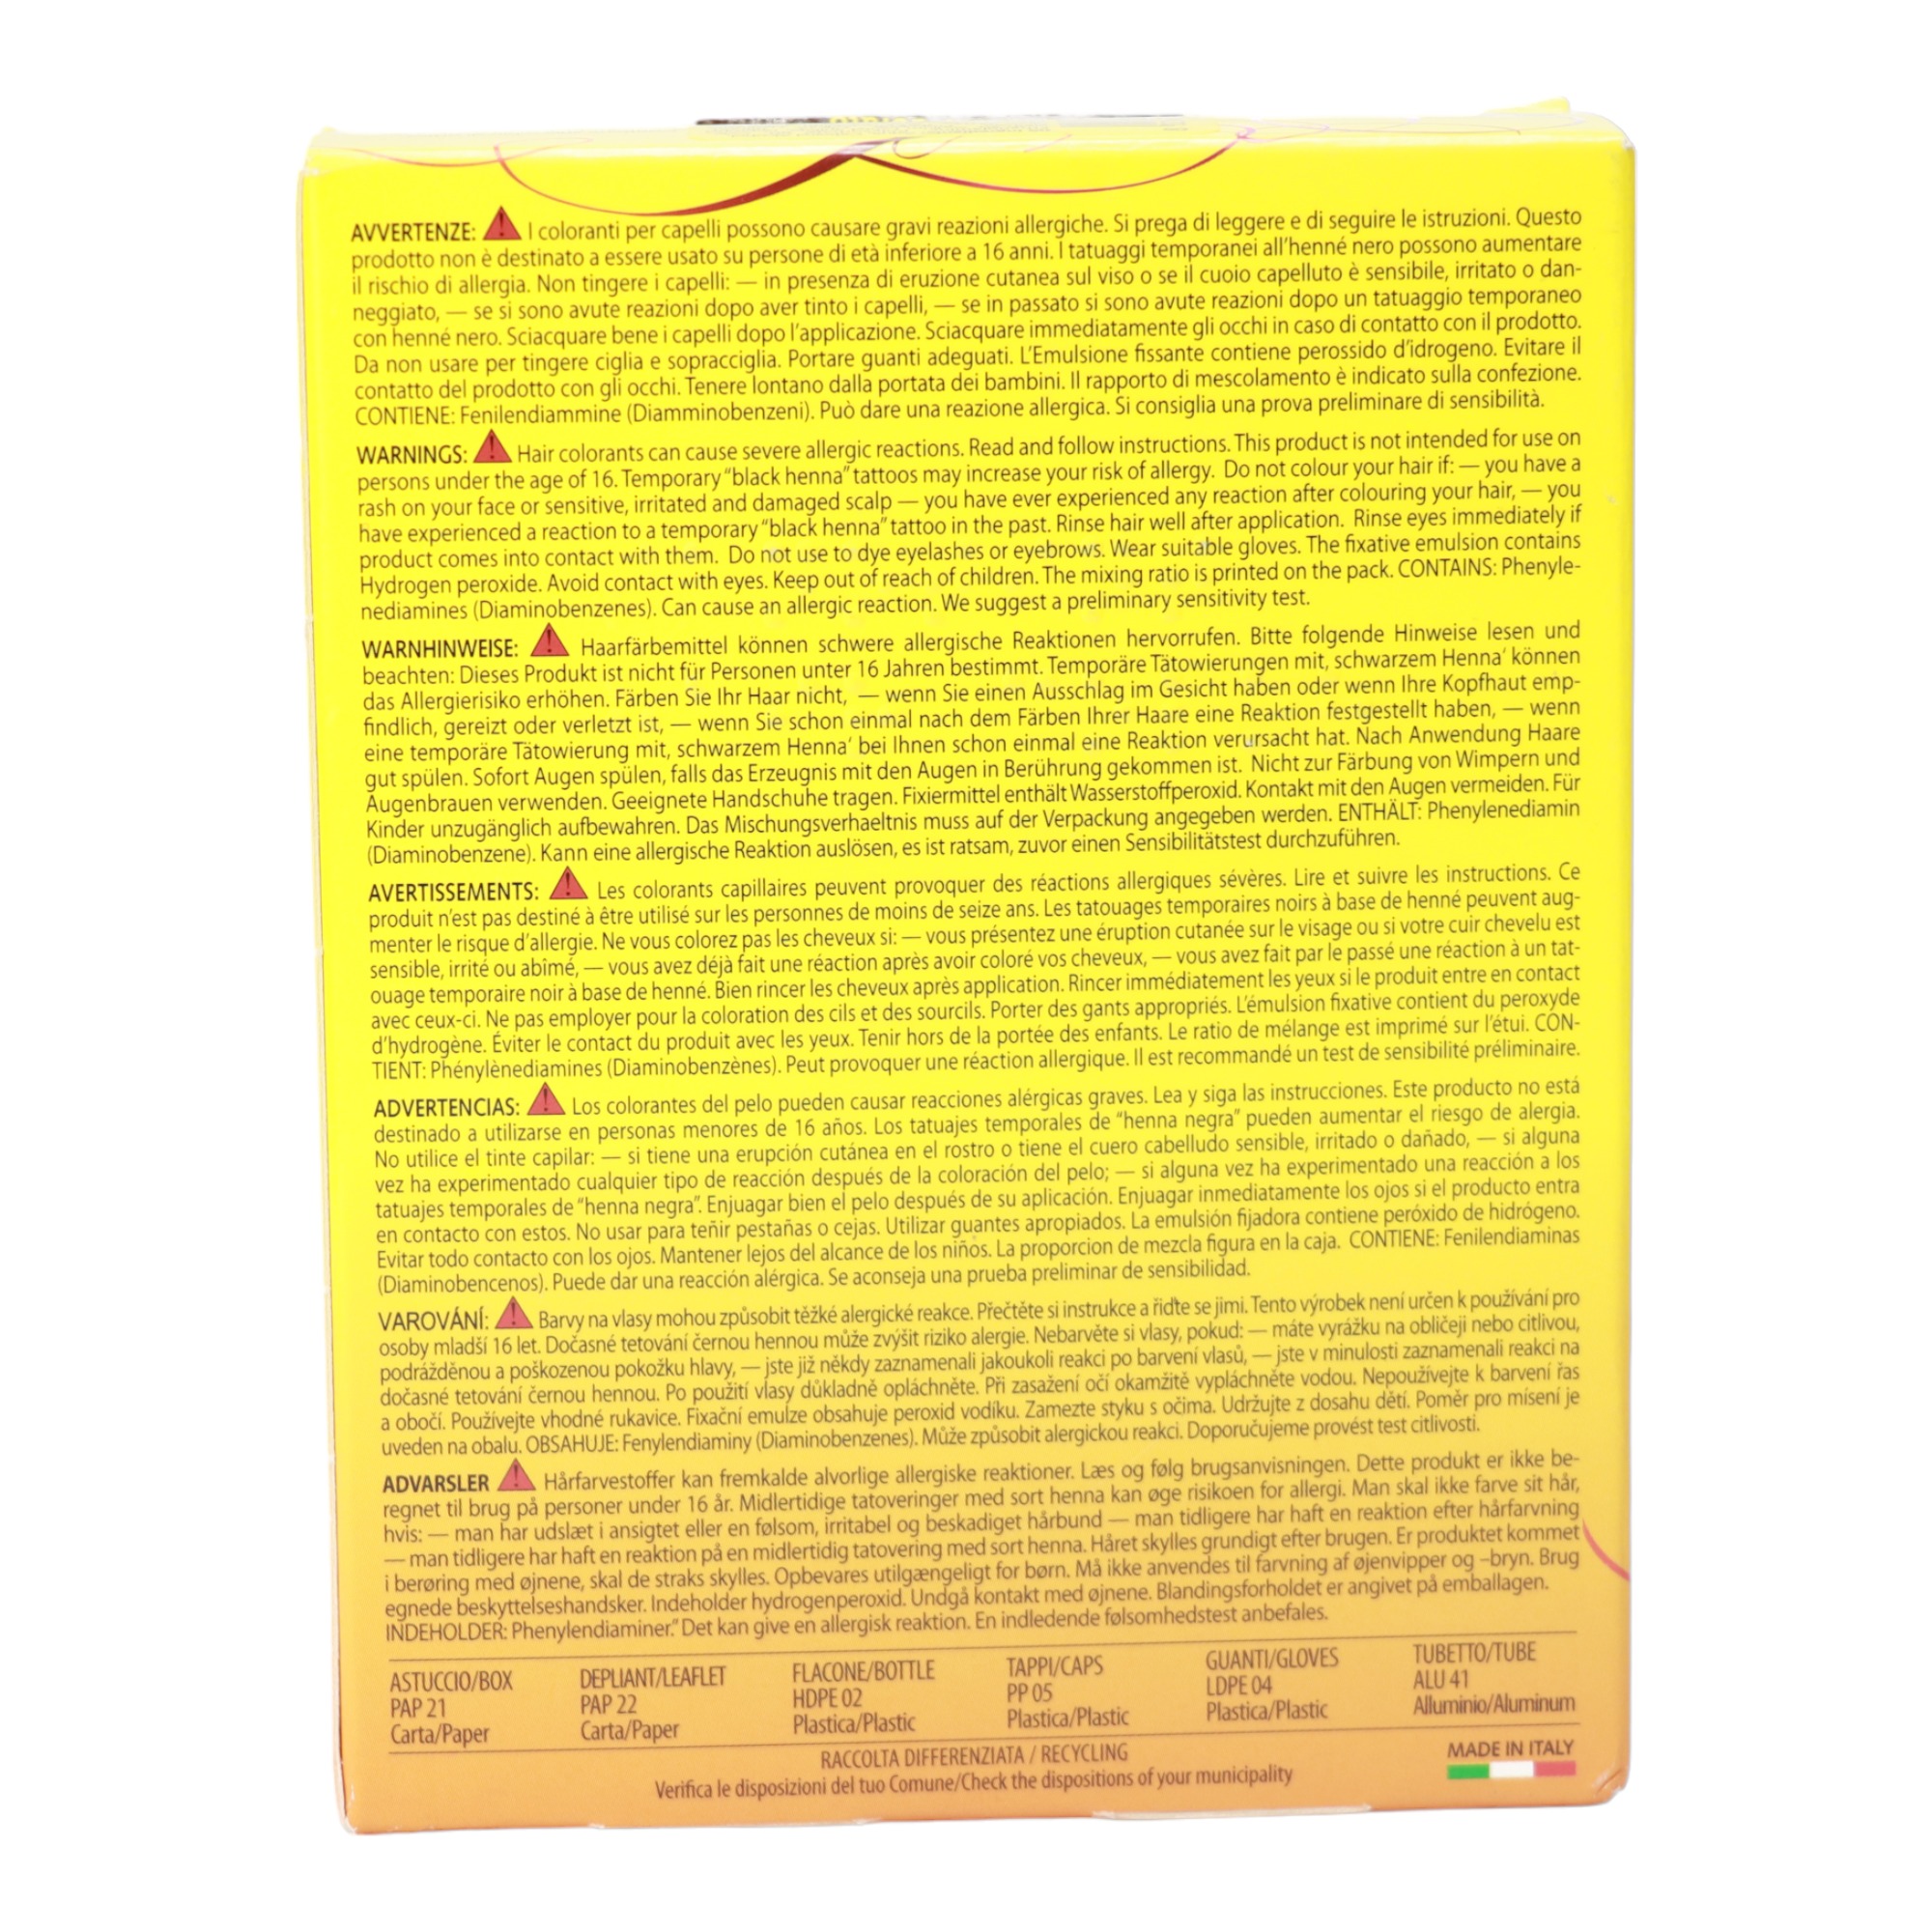 AVVERTENZE: I coloranti per capelli possono causare gravi reazioni allergiche. Si prega di leggere e di seguire le istruzioni. Questo
prodotto non è destinato a essere usato su persone di età inferiore a 16 anni. I tatuaggi temporanei all'henné nero possono aumentare
il rischio di allergia. Non tingere i capelli: — in presenza di eruzione cutanea sul viso o se il cuoio capelluto è sensibile, irritato o dan-
neggiato, — se si sono avute reazioni dopo aver tinto i capelli, — se in passato si sono avute reazioni dopo un tatuaggio temporaneo
con henné nero. Sciacquare bene i capelli dopo l'applicazione. Sciacquare immediatamente gli occhi in caso di contatto con il prodotto.
Da non usare per tingere ciglia e sopracciglia. Portare guanti adeguati. L'Emulsione fissante contiene perossido d'idrogeno. Evitare il
contatto del prodotto con gli occhi. Tenere lontano dalla portata dei bambini. Il rapporto di mescolamento è indicato sulla confezione.
CONTIENE: Fenilendiammine (Diamminobenzeni). Può dare una reazione allergica. Si consiglia una prova preliminare di sensibilità.
WARNINGS: Hair colorants can cause severe allergic reactions. Read and follow instructions. This product is not intended for use on
persons under the age of 16. Temporary "black henna" tattoos may increase your risk of allergy. Do not colour your hair if: — you have a
rash on your face or sensitive, irritated and damaged scalp — you have ever experienced any reaction after colouring your hair, — you
have experienced a reaction to a temporary "black henna" tattoo in the past. Rinse hair well after application. Rinse eyes immediately if
product comes into contact with them. Do not use to dye eyelashes or eyebrows. Wear suitable gloves. The fixative emulsion contains
Hydrogen peroxide. Avoid contact with eyes. Keep out of reach of children. The mixing ratio is printed on the pack. CONTAINS: Phenyle-
nediamines (Diaminobenzenes). Can cause an allergic reaction. We suggest a preliminary sensitivity test.
WARNHINWEISE: Haarfärbemittel können schwere allergische Reaktionen hervorrufen. Bitte folgende Hinweise lesen und
beachten: Dieses Produkt ist nicht für Personen unter 16 Jahren bestimmt. Temporäre Tätowierungen mit, schwarzem Henna' können
das Allergierisiko erhöhen. Färben Sie Ihr Haar nicht, — wenn Sie einen Ausschlag im Gesicht haben oder wenn Ihre Kopfhaut emp-
findlich, gereizt oder verletzt ist, — wenn Sie schon einmal nach dem Färben Ihrer Haare eine Reaktion festgestellt haben, — wenn
eine temporäre Tätowierung mit, schwarzem Henna' bei Ihnen schon einmal eine Reaktion verursacht hat. Nach Anwendung Haare
gut spülen. Sofort Augen spülen, falls das Erzeugnis mit den Augen in Berührung gekommen ist. Nicht zur Färbung von Wimpern und
Augenbrauen verwenden. Geeignete Handschuhe tragen. Fixiermittel enthält Wasserstoffperoxid. Kontakt mit den Augen vermeiden. Für
Kinder unzugänglich aufbewahren. Das Mischungsverhaeltnis muss auf der Verpackung angegeben werden. ENTHÄLT: Phenylenediamin
(Diaminobenzene). Kann eine allergische Reaktion auslösen, es ist ratsam, zuvor einen Sensibilitätstest durchzuführen.
AVERTISSEMENTS: Les colorants capillaires peuvent provoquer des réactions allergiques sévères. Lire et suivre les instructions. Ce
produit n'est pas destiné à être utilisé sur les personnes de moins de seize ans. Les tatouages temporaires noirs à base de henné peuvent aug-
menter le risque d'allergie. Ne vous colorez pas les cheveux si: — vous présentez une éruption cutanée sur le visage ou si votre cuir chevelu est
sensible, irrité ou abîmé, — vous avez déjà fait une réaction après avoir coloré vos cheveux, — vous avez fait par le passé une réaction à un tat-
ouage temporaire noir à base de henné. Bien rincer les cheveux après application. Rincer immédiatement les yeux si le produit entre en contact
avec ceux-ci. Ne pas employer pour la coloration des cils et des sourcils. Porter des gants appropriés. L'émulsion fixative contient du peroxyde
d'hydrogène. Éviter le contact du produit avec les yeux. Tenir hors de la portée des enfants. Le ratio de mélange est imprimé sur l'étui. CON-
TIENT: Phénylènediamines (Diaminobenzènes). Peut provoquer une réaction allergique. Il est recommandé un test de sensibilité préliminaire.
ADVERTENCIAS: Los colorantes del pelo pueden causar reacciones alérgicas graves. Lea y siga las instrucciones. Este producto no está
destinado a utilizarse en personas menores de 16 años. Los tatuajes temporales de "henna negra" pueden aumentar el riesgo de alergia.
No utilice el tinte capilar: — si tiene una erupción cutánea en el rostro o tiene el cuero cabelludo sensible, irritado o dañado, — si alguna
vez ha experimentado cualquier tipo de reacción después de la coloración del pelo; — si alguna vez ha experimentado una reacción a los
tatuajes temporales de "henna negra". Enjuagar bien el pelo después de su aplicación. Enjuagar inmediatamente los ojos si el producto entra
en contacto con estos. No usar para teñir pestañas o cejas. Utilizar guantes apropiados. La emulsión fijadora contiene peróxido de hidrógeno.
Evitar todo contacto con los ojos. Mantener lejos del alcance de los niños. La proporcion de mezcla figura en la caja. CONTIENE: Fenilendiaminas
(Diaminobencenos). Puede dar una reacción alérgica. Se aconseja una prueba preliminar de sensibilidad.
VAROVÁNÍ: Barvy na vlasy mohou způsobit těžké alergické reakce. Přečtěte si instrukce a řiďte se jimi. Tento výrobek není určen k používání pro
osoby mladší 16 let. Dočasné tetování černou hennou může zvýšit riziko alergie. Nebarvěte si vlasy, pokud: — máte vyrážku na obličeji nebo citlivou,
podrážděnou a poškozenou pokožku hlavy, — jste již někdy zaznamenali jakoukoli reakci po barvení vlasů, — jste v minulosti zaznamenali reakci na
dočasné tetování černou hennou. Po použití vlasy důkladně opláchněte. Při zasažení očí okamžitě vypláchněte vodou. Nepoužívejte k barvení řas
a obočí. Používejte vhodné rukavice. Fixační emulze obsahuje peroxid vodíku. Zamezte styku s očima. Udržujte z dosahu dětí. Poměr pro mísení je
uveden na obalu. OBSAHUJE: Fenylendiaminy (Diaminobenzenes). Může způsobit alergickou reakci. Doporučujeme provést test citlivosti.
ADVARSLER Hårfarvestoffer kan fremkalde alvorlige allergiske reaktioner. Læs og følg brugsanvisningen. Dette produkt er ikke be-
regnet til brug på personer under 16 år. Midlertidige tatoveringer med sort henna kan øge risikoen for allergi. Man skal ikke farve sit hår,
hvis: — man har udslæt i ansigtet eller en følsom, irritabel og beskadiget hårbund — man tidligere har haft en reaktion efter hårfarvning
— man tidligere har haft en reaktion på en midlertidig tatovering med sort henna. Håret skylles grundigt efter brugen. Er produktet kommet
i berøring med øjnene, skal de straks skylles. Opbevares utilgængeligt for børn. Må ikke anvendes til farvning af øjenvipper og –bryn. Brug
egnede beskyttelseshandsker. Indeholder hydrogenperoxid. Undgå kontakt med øjnene. Blandingsforholdet er angivet på emballagen.
INDEHOLDER: Phenylendiaminer." Det kan give en allergisk reaktion. En indledende følsomhedstest anbefales.
ASTUCCIO/BOX DEPLIANT/LEAFLET FLACONE/BOTTLE TAPPI/CAPS GUANTI/GLOVES TUBETTO/TUBE
PAP 21 PAP 22 HDPE 02 PP 05 LDPE 04 ALU 41
Carta/Paper Carta/Paper Plastica/Plastic Plastica/Plastic Plastica/Plastic Alluminio/Aluminum
RACCOLTA DIFFERENZIATA / RECYCLING
Verifica le disposizioni del tuo Comune/Check the dispositions of your municipality
MADE IN ITALY